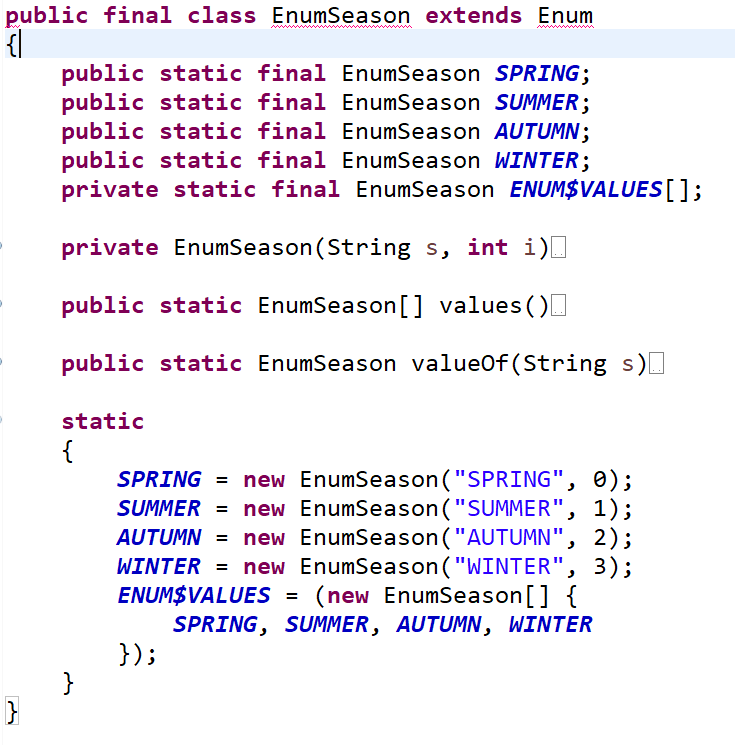 public final class EnumSeason extends Enum
{
    public static final EnumSeason SPRING;
    public static final EnumSeason SUMMER;
    public static final EnumSeason AUTUMN;
    public static final EnumSeason WINTER;
    private static final EnumSeason ENUM$VALUES[];
    private EnumSeason(String s, int i)
    public static EnumSeason[] values()
    public static EnumSeason valueOf(String s)
    static
    {
        SPRING = new EnumSeason("SPRING", 0);
        SUMMER = new EnumSeason("SUMMER", 1);
        AUTUMN = new EnumSeason("AUTUMN", 2);
        WINTER = new EnumSeason("WINTER", 3);
        ENUM$VALUES = (new EnumSeason[] {
            SPRING, SUMMER, AUTUMN, WINTER
        });
    }
}